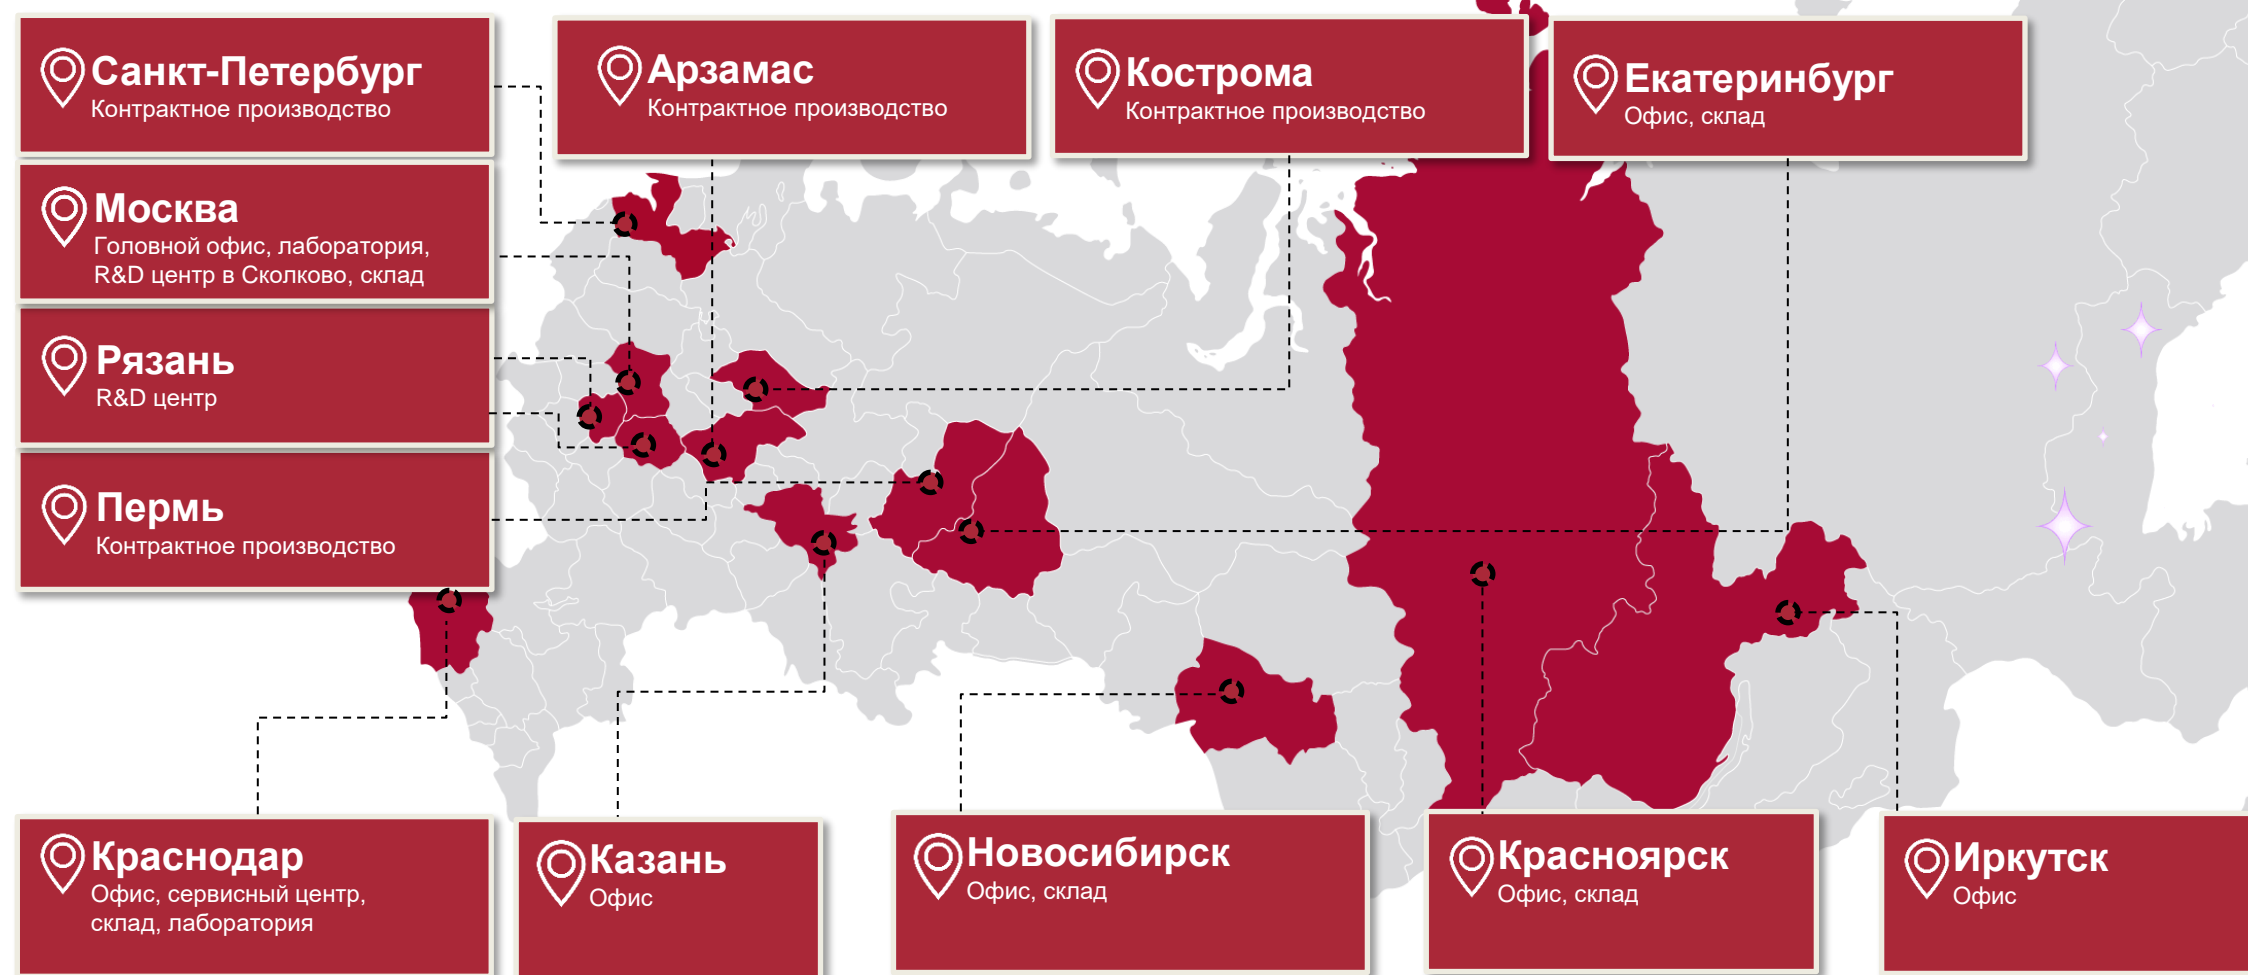 Санкт-Петербург
Контрактное производство
Арзамас
Контрактное производство
Кострома
Контрактное производство
Екатеринбург
Офис, склад
Москва
Головной офис, лаборатория,
R&D центр в Сколково, склад
Рязань
R&D центр
Пермь
Контрактное производство
Краснодар
Офис, сервисный центр,
склад, лаборатория
Казань
Офис
Новосибирск
Офис, склад
Красноярск
Офис, склад
Иркутск
Офис